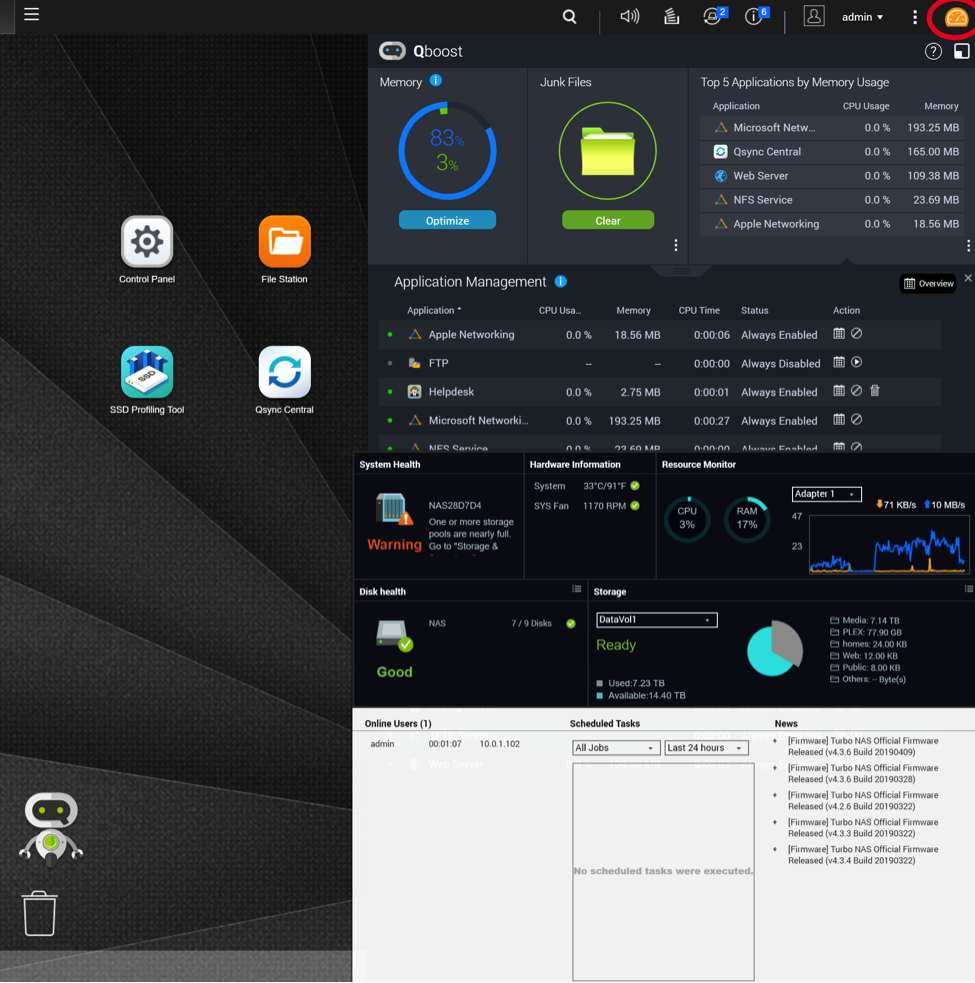 2
6
admin
Qboost
?
Memory i
83%
3%
Optimize
Junk Files
Clear
Top 5 Applications by Memory Usage
Application CPU Usage Memory
Microsoft Netw... 0.0 % 193.25 MB
Qsync Central 0.0 % 165.00 MB
Web Server 0.0 % 109.38 MB
NFS Service 0.0 % 23.69 MB
Apple Networking 0.0 % 18.56 MB
Control Panel
File Station
SSD
SSD Profiling Tool
Qsync Central
Application Management i
Overview
Application CPU Usa... Memory CPU Time Status Action
Apple Networking 0.0 % 18.56 MB 0:00:06 Always Enabled
FTP -- -- 0:00:00 Always Disabled
Helpdesk 0.0 % 2.75 MB 0:00:01 Always Enabled
Microsoft Networki... 0.0 % 193.25 MB 0:00:27 Always Enabled
NFS Service 0.0 % 23.69 MB 0:00:00 Always Enabled
System Health
NAS28D7D4
One or more storage
pools are nearly full.
Go to "Storage &
Warning
Hardware Information
System 33°C/91°F
SYS Fan 1170 RPM
Resource Monitor
CPU
3%
RAM
17%
Adapter 1
71 KB/s 10 MB/s
47
23
Disk health
NAS 7 / 9 Disks
Good
Storage
DataVol1
Ready
Used:7.23 TB
Available:14.40 TB
Media: 7.14 TB
PLEX: 77.90 GB
homes: 24.00 KB
Web: 12.00 KB
Public: 8.00 KB
Others: -- Byte(s)
Online Users (1)
admin 00:01:07 10.0.1.102
Web Server
Scheduled Tasks
All Jobs Last 24 hours
No scheduled tasks were executed.
News
[Firmware] Turbo NAS Official Firmware
Released (v4.3.6 Build 20190409)
[Firmware] Turbo NAS Official Firmware
Released (v4.3.6 Build 20190328)
[Firmware] Turbo NAS Official Firmware
Released (v4.2.6 Build 20190322)
[Firmware] Turbo NAS Official Firmware
Released (v4.3.3 Build 20190322)
[Firmware] Turbo NAS Official Firmware
Released (v4.3.4 Build 20190322)